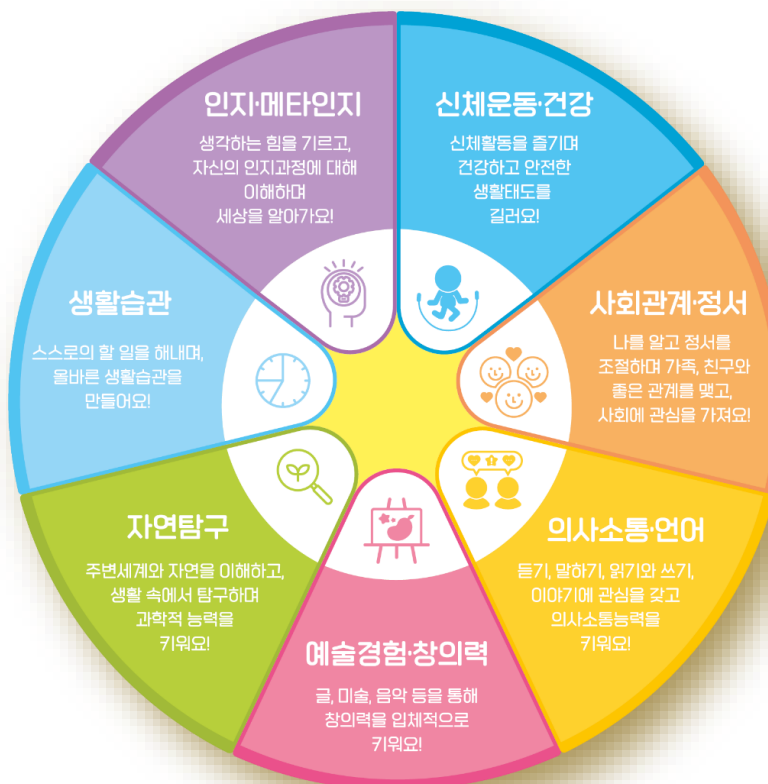 인지·메타인지
생각하는 힘을 기르고,
자신의 인지과정에 대해
이해하며
세상을 알아가요!
신체운동·건강
신체활동을 즐기며
건강하고 안전한
생활태도를
길러요!
사회관계·정서
나를 알고 정서를
조절하며 가족, 친구와
좋은 관계를 맺고,
사회에 관심을 가져요!
의사소통·언어
듣기, 말하기, 읽기와 쓰기,
이야기에 관심을 갖고
의사소통능력을
키워요!
예술경험·창의력
글, 미술, 음악 등을 통해
창의력을 입체적으로
키워요!
자연탐구
주변세계와 자연을 이해하고,
생활 속에서 탐구하며
과학적 능력을
키워요!
생활습관
스스로의 할 일을 해내며,
올바른 생활습관을
만들어요!